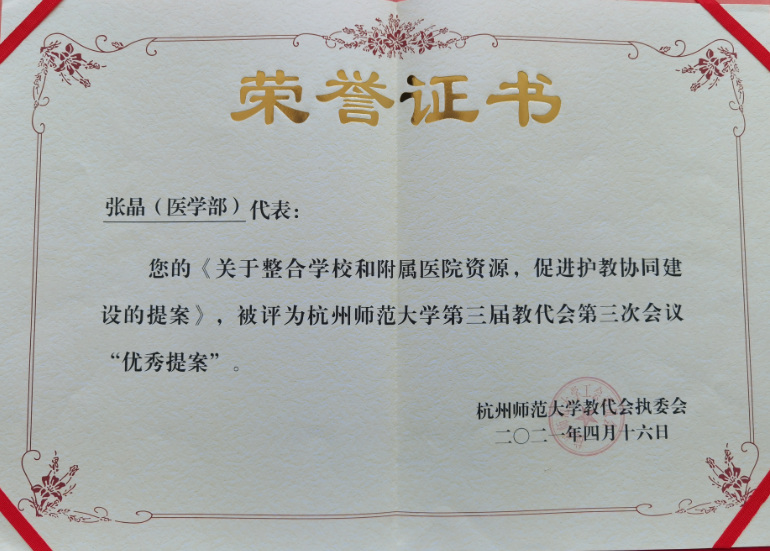 荣誉证书
张晶（医学部）代表：
您的《关于整合学校和附属医院资源，促进护教协同建
设的提案》，被评为杭州师范大学第三届教代会第三次会议
“优秀提案”。
杭州师范大学教代会执委会
二〇二一年四月十六日